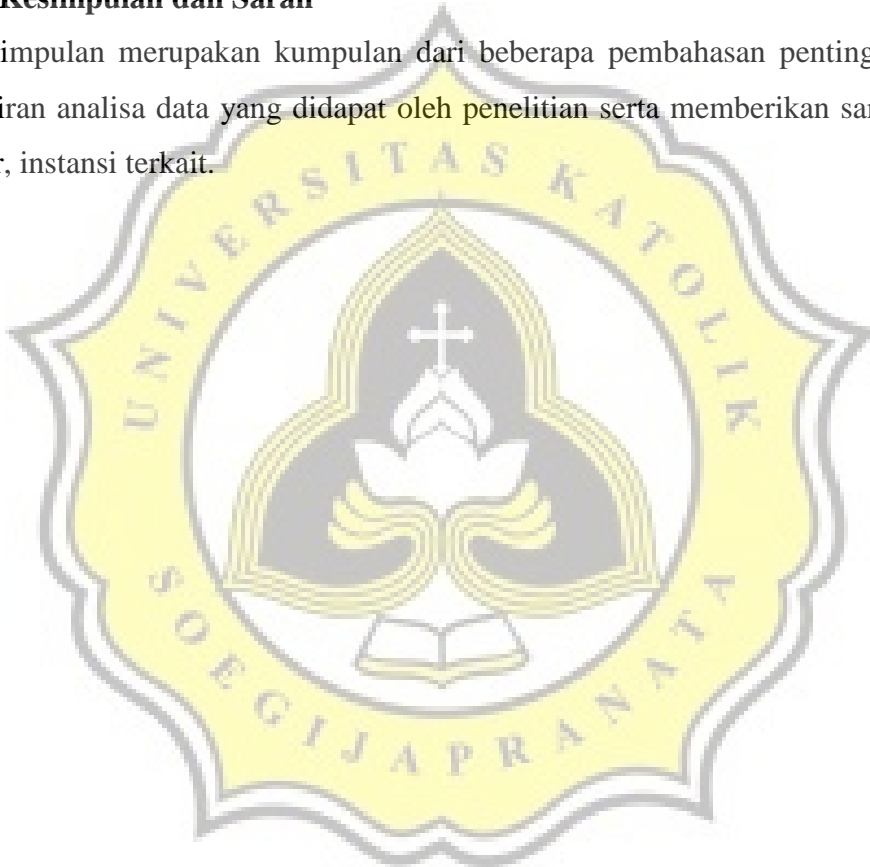 Kesimpulan dan Saran
impulan merupakan kumpulan dari beberapa pembahasan penting
iran analisa data yang didapat oleh penelitian serta memberikan sar
r, instansi terkait.
UNIVERSITAS KATOLIK
SOEGIJAPRANATA